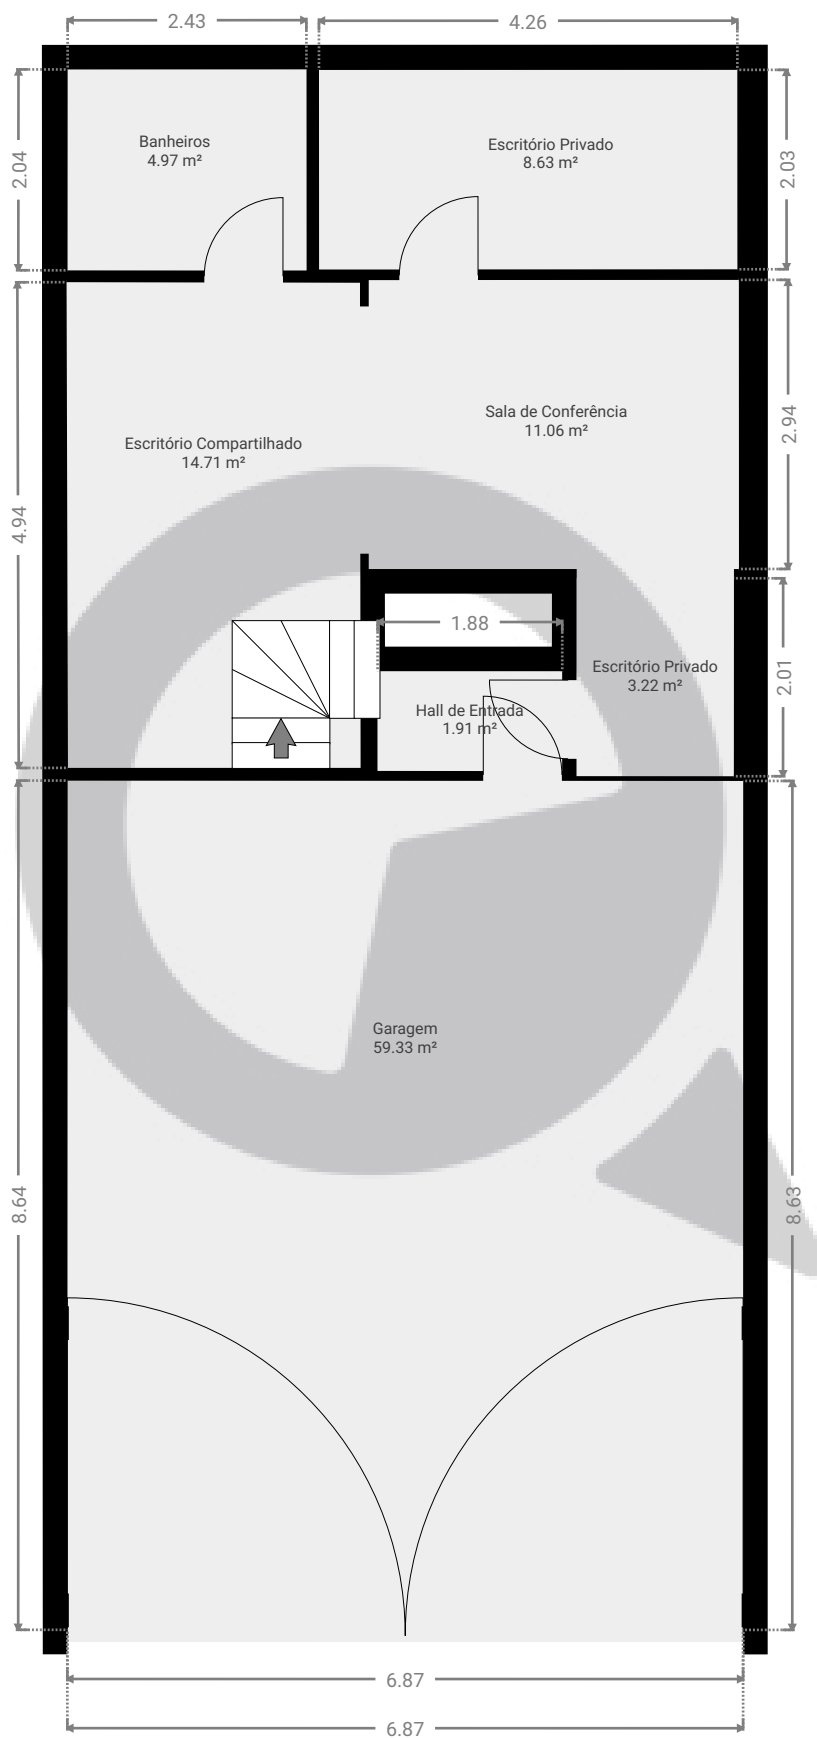 2.43
4.26
Banheiros
4.97 m²
Escritório Privado
8.63 m²
2.04
2.03
Sala de Conferência
11.06 m²
Escritório Compartilhado
14.71 m²
2.94
4.94
1.88
Escritório Privado
3.22 m²
2.01
Hall de Entrada
1.91 m²
Garagem
59.33 m²
8.64
8.63
6.87
6.87